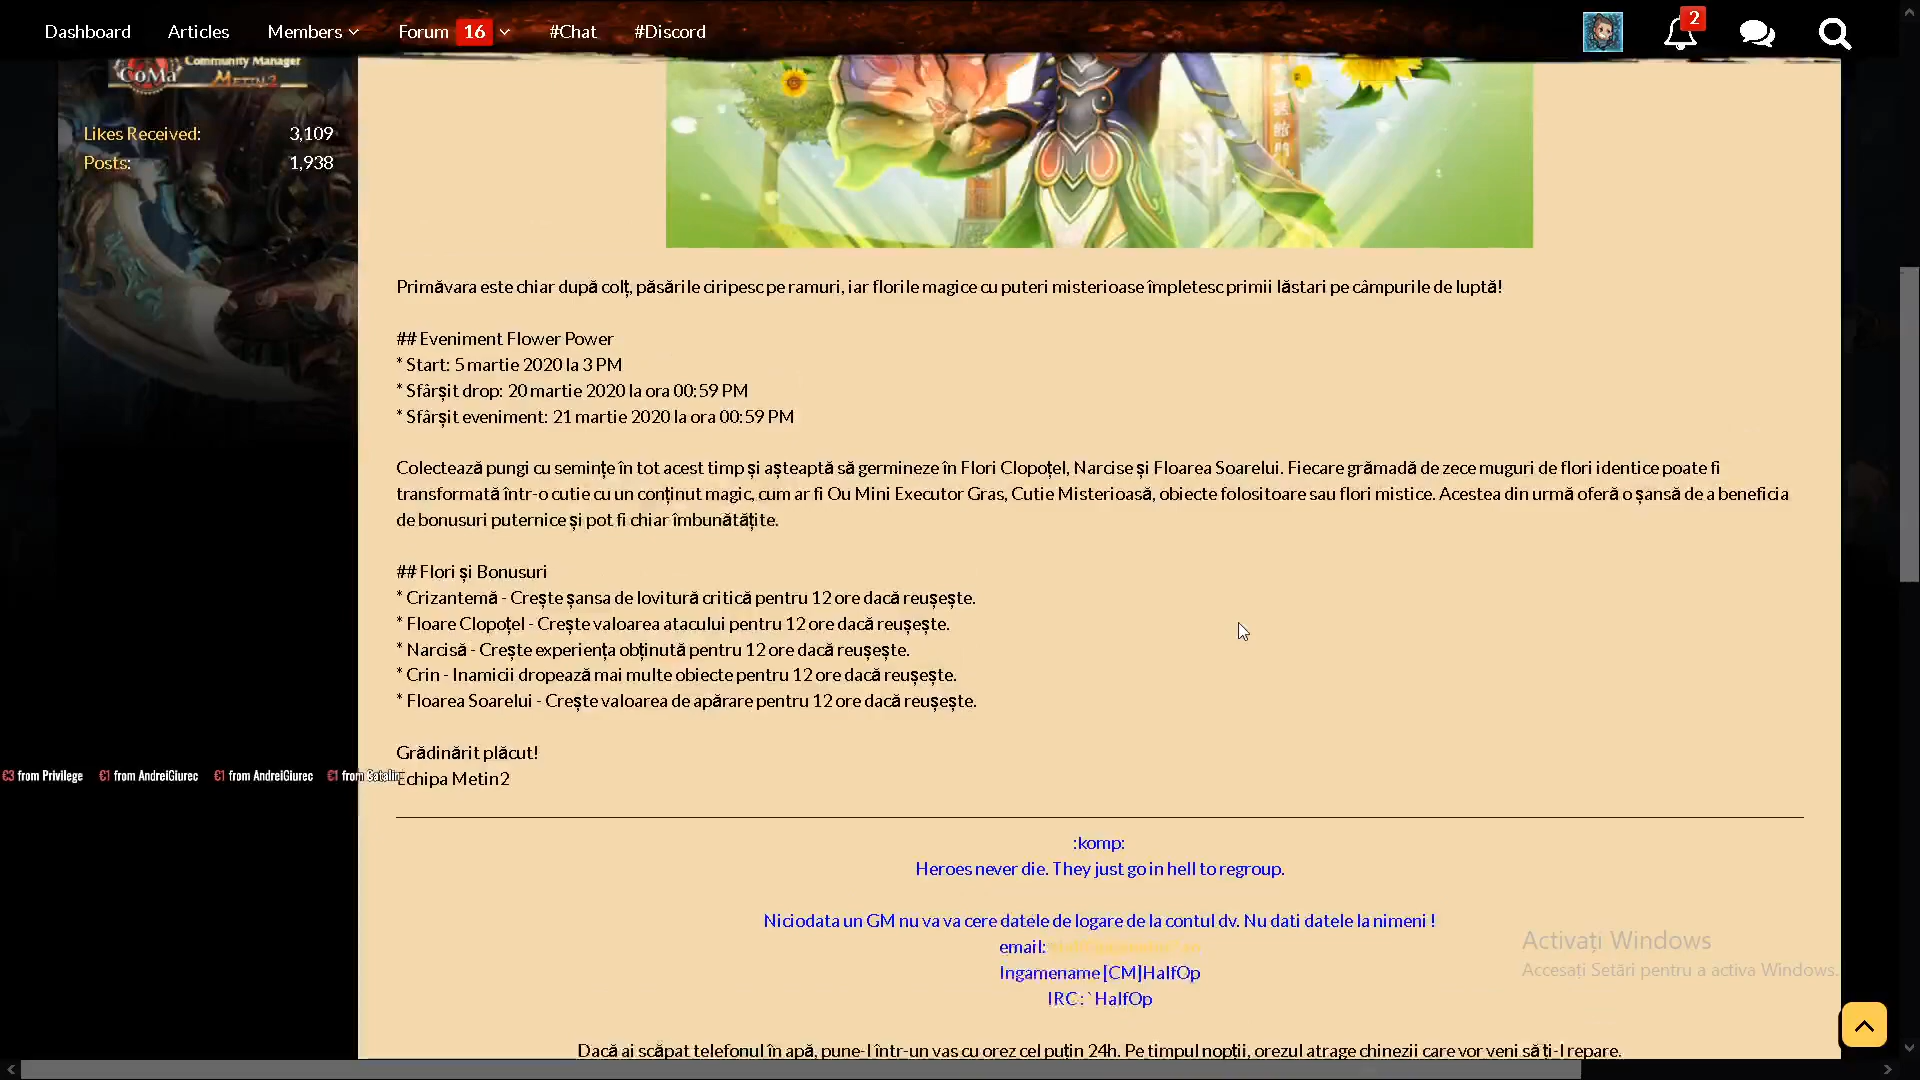 Dashboard Articles Members Forum 16 #Chat #Discord 2
Community Manager
CoMa METIN2
Likes Received: 3,109
Posts: 1,938
Primăvara este chiar după colț, păsările ciripesc pe ramuri, iar florile magice cu puteri misterioase împletesc primii lăstari pe câmpurile de luptă!
## Eveniment Flower Power
* Start: 5 martie 2020 la 3 PM
* Sfârșit drop: 20 martie 2020 la ora 00:59 PM
* Sfârșit eveniment: 21 martie 2020 la ora 00:59 PM
Colectează pungi cu semințe în tot acest timp și așteaptă să germineze în Flori Clopoțel, Narcise și Floarea Soarelui. Fiecare grămadă de zece muguri de flori identice poate fi
transformată într-o cutie cu un conținut magic, cum ar fi Ou Mini Executor Gras, Cutie Misterioasă, obiecte folositoare sau flori mistice. Acestea din urmă oferă o șansă de a beneficia
de bonusuri puternice și pot fi chiar îmbunătățite.
## Flori și Bonusuri
* Crizantemă - Crește șansa de lovitură critică pentru 12 ore dacă reușește.
* Floare Clopoțel - Crește valoarea atacului pentru 12 ore dacă reușește.
* Narcisă - Crește experiența obținută pentru 12 ore dacă reușește.
* Crin - Inamicii dropează mai multe obiecte pentru 12 ore dacă reușește.
* Floarea Soarelui - Crește valoarea de apărare pentru 12 ore dacă reușește.
Grădinărit plăcut!
€3 from Privilege €1 from AndreiGiurec €1 from AndreiGiurec €1 from
Echipa Metin2
:komp:
Heroes never die. They just go in hell to regroup.
Niciodata un GM nu va va cere datele de logare de la contul dv. Nu dati datele la nimeni !
email:
Ingamename [CM]HalfOp
IRC : `HalfOp
Activați Windows
Accesați Setări pentru a activa Windows.
Dacă ai scăpat telefonul în apă, pune-l într-un vas cu orez cel puțin 24h. Pe timpul nopții, orezul atrage chinezii care vor veni să ți-l repare.